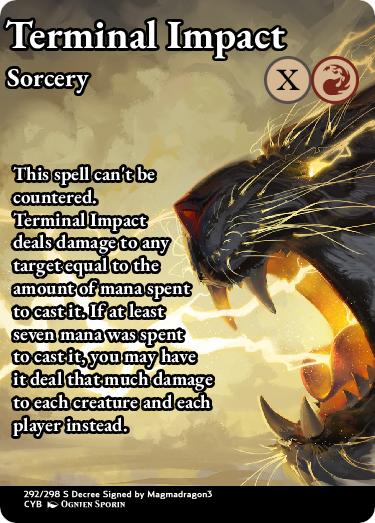 Terminal Impact
Sorcery
X
This spell can't be
countered.
Terminal Impact
deals damage to any
target equal to the
amount of mana spent
to cast it. If at least
seven mana was spent
to cast it, you may have
it deal that much damage
to each creature and each
player instead.
292/298 S Decree Signed by Magmadragon3
CYB Ognien Sporin